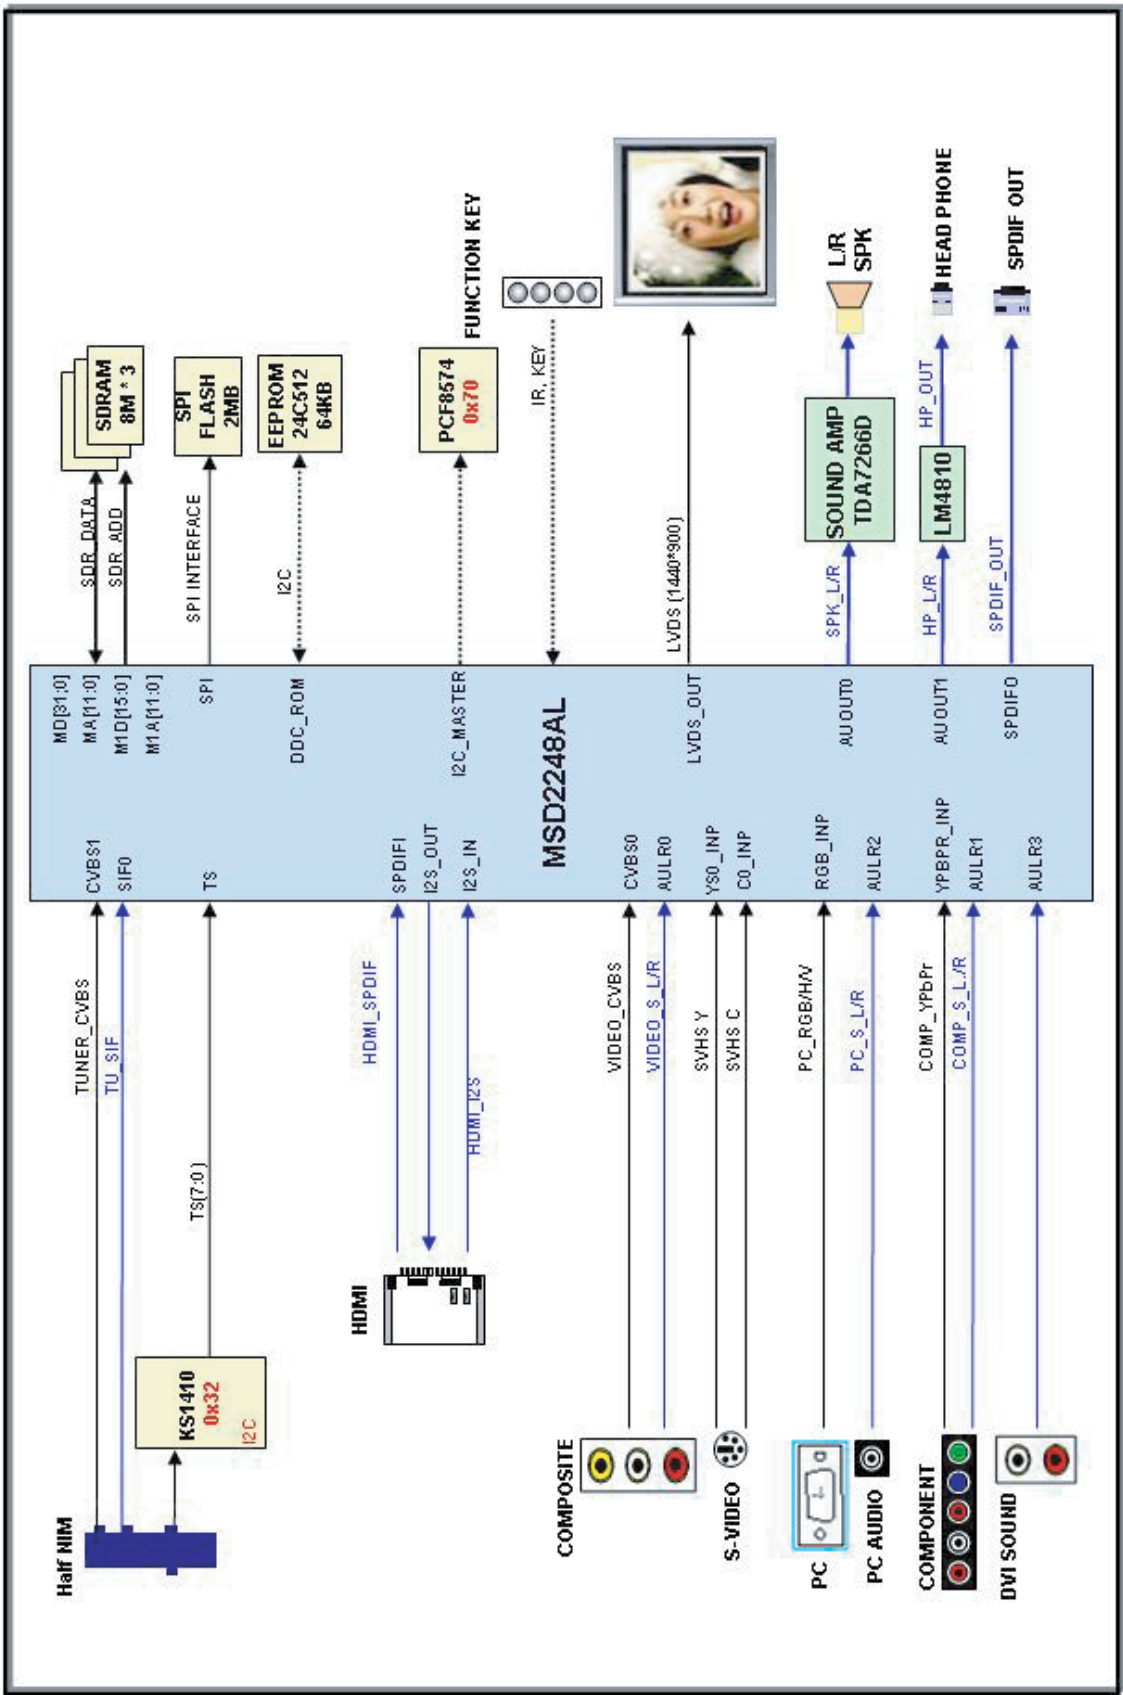 Half NIM
KS1410
0x32
I2C
TUNER_CVBS
TU_SIF
TS(7:0)
HDMI
HDMI_SPDIF
HDMI_I2S
COMPOSITE
VIDEO_CVBS
VIDEO_S_L/R
S-VIDEO
SVHS Y
SVHS C
PC
PC_RGB/H/V
PC AUDIO
PC_S_L/R
COMPONENT
COMP_YPbPr
COMP_S_L./R
DVI SOUND
CVBS1
SIF0
TS
SPDIFI
I2S_OUT
I2S_IN
CVBS0
AULR0
YS0_INP
C0_INP
RGB_INP
AULR2
YPBPR_INP
AULR1
AULR3
MSD2248AL
MD[31:0]
MA[11:0]
M1D[15:0]
M1A[11:0]
SPI
DDC_ROM
I2C_MASTER
LVDS_OUT
AUOUT0
AUOUT1
SPDIFO
SDR_DATA
SDR_ADD
SPI INTERFACE
I2C
IR, KEY
LVDS (1440*900)
SPK_L/R
HP_L/R
SPDIF_OUT
SDRAM
8M * 3
SPI
FLASH
2MB
EEPROM
24C512
64KB
PCF8574
0x70
FUNCTION KEY
SOUND AMP
TDA7266D
L/R
SPK
LM4810
HP_OUT
HEAD PHONE
SPDIF OUT